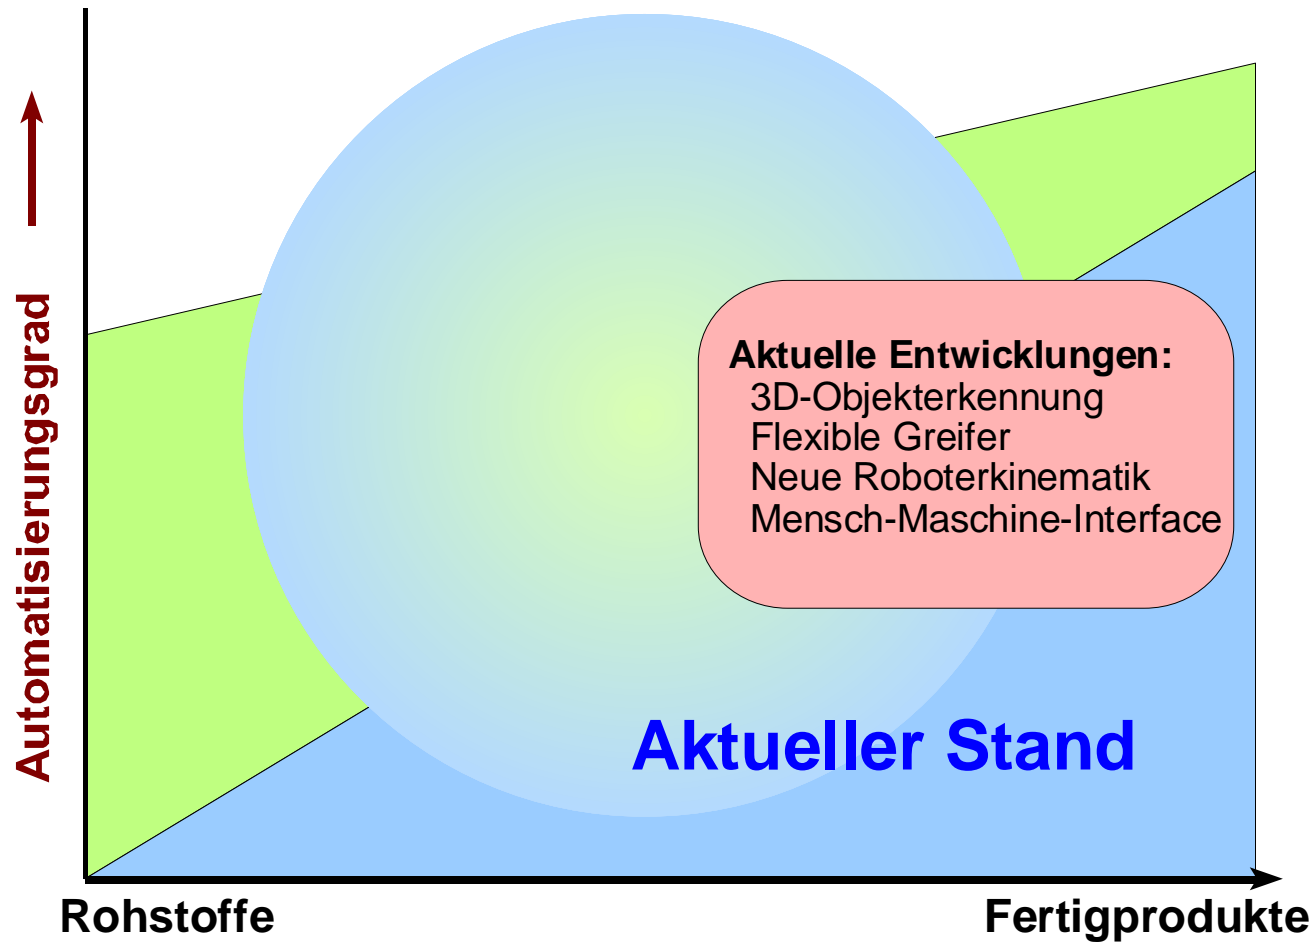 Automatisierungsgrad
Aktuelle Entwicklungen:
3D-Objekterkennung
Flexible Greifer
Neue Roboterkinematik
Mensch-Maschine-Interface
Aktueller Stand
Rohstoffe
Fertigprodukte